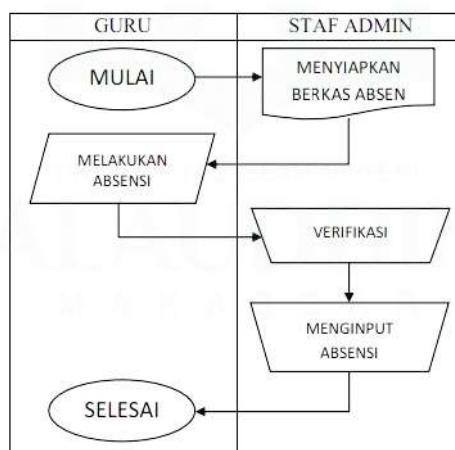 GURU
STAF ADMIN
MULAI
MENYIAPKAN
BERKAS ABSEN
MELAKUKAN
ABSENSI
VERIFIKASI
MENGINPUT
ABSENSI
SELESAI